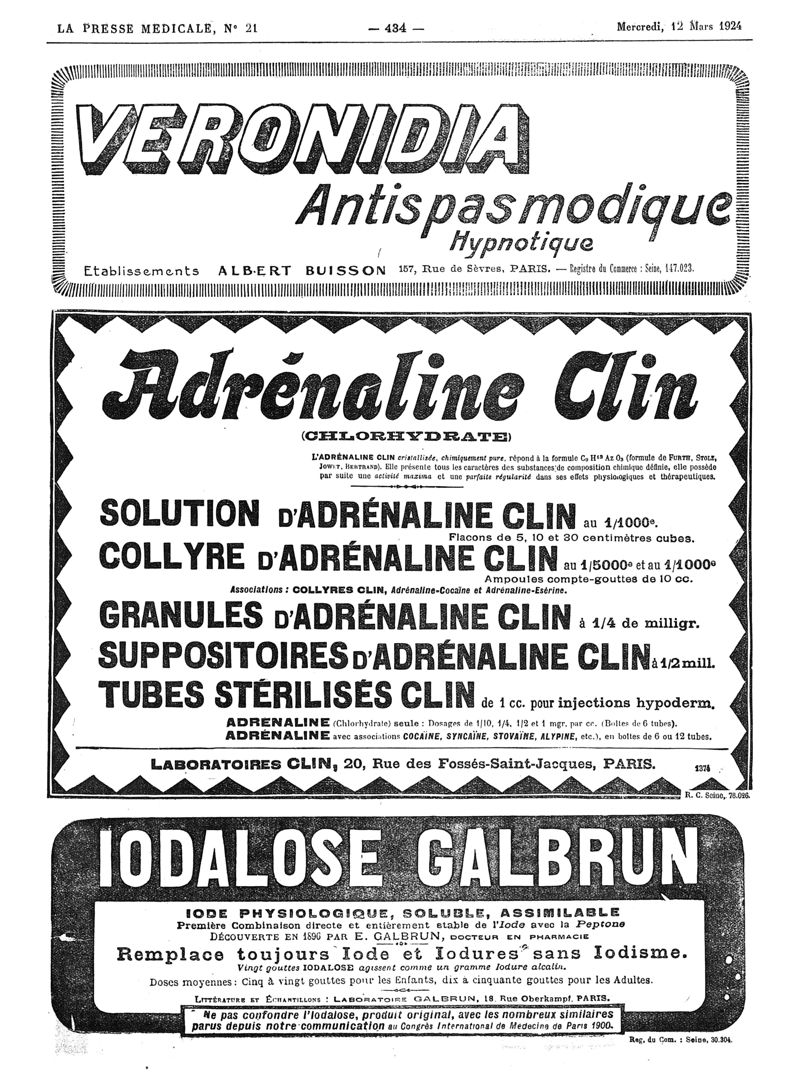 LA PRESSE MEDICALE, N° 21
— 434 —
Mercredi, 12 Mars 1924
VERONIDIA
Antispasmodique
Hypnotique
Etablissements ALBERT BUISSON 157, Rue de Sèvres, PARIS. — Registre du Commerce : Seine, 147.023.
Adrénaline Clin
(CHLORHYDRATE)
L'ADRÉNALINE CLIN cristallisée, chimiquement pure, répond à la formule C₉ H¹³ Az O₃ (formule de FURTH, STOLZ,
JOWET, BERTRAND). Elle présente tous les caractères des substances de composition chimique définie, elle possède
par suite une activité maxima et une parfaite régularité dans ses effets physiologiques et thérapeutiques.
SOLUTION D'ADRÉNALINE CLIN au 1/1000e.
Flacons de 5, 10 et 30 centimètres cubes.
COLLYRE D'ADRÉNALINE CLIN au 1/5000e et au 1/1000e
Ampoules compte-gouttes de 10 cc.
Associations : COLLYRES CLIN, Adrénaline-Cocaïne et Adrénaline-Esérine.
GRANULES D'ADRÉNALINE CLIN à 1/4 de milligr.
SUPPOSITOIRES D'ADRÉNALINE CLIN à 1/2 mill.
TUBES STÉRILISÉS CLIN de 1 cc. pour injections hypoderm.
ADRENALINE (Chlorhydrate) seule : Dosages de 1/10, 1/4, 1/2 et 1 mgr. par cc. (Boîtes de 6 tubes).
ADRÉNALINE avec associations COCAÏNE, SYNCAÏNE, STOVAÏNE, ALYPINE, etc.), en boîtes de 6 ou 12 tubes.
LABORATOIRES CLIN, 20, Rue des Fossés-Saint-Jacques, PARIS.
1374
R. C. Seine, 78.026.
IODALOSE GALBRUN
IODE PHYSIOLOGIQUE, SOLUBLE, ASSIMILABLE
Première Combinaison directe et entièrement stable de l'Iode avec la Peptone
DÉCOUVERTE EN 1896 PAR E. GALBRUN, DOCTEUR EN PHARMACIE
Remplace toujours Iode et Iodures sans Iodisme.
Vingt gouttes IODALOSE agissent comme un gramme Iodure alcalin.
Doses moyennes : Cinq à vingt gouttes pour les Enfants, dix à cinquante gouttes pour les Adultes.
LITTÉRATURE ET ÉCHANTILLONS : LABORATOIRE GALBRUN, 18, Rue Oberkampf, PARIS.
Ne pas confondre l'Iodalose, produit original, avec les nombreux similaires
parus depuis notre communication au Congrès International de Médecine de Paris 1900.
Reg. du Com. : Seine, 30.304.